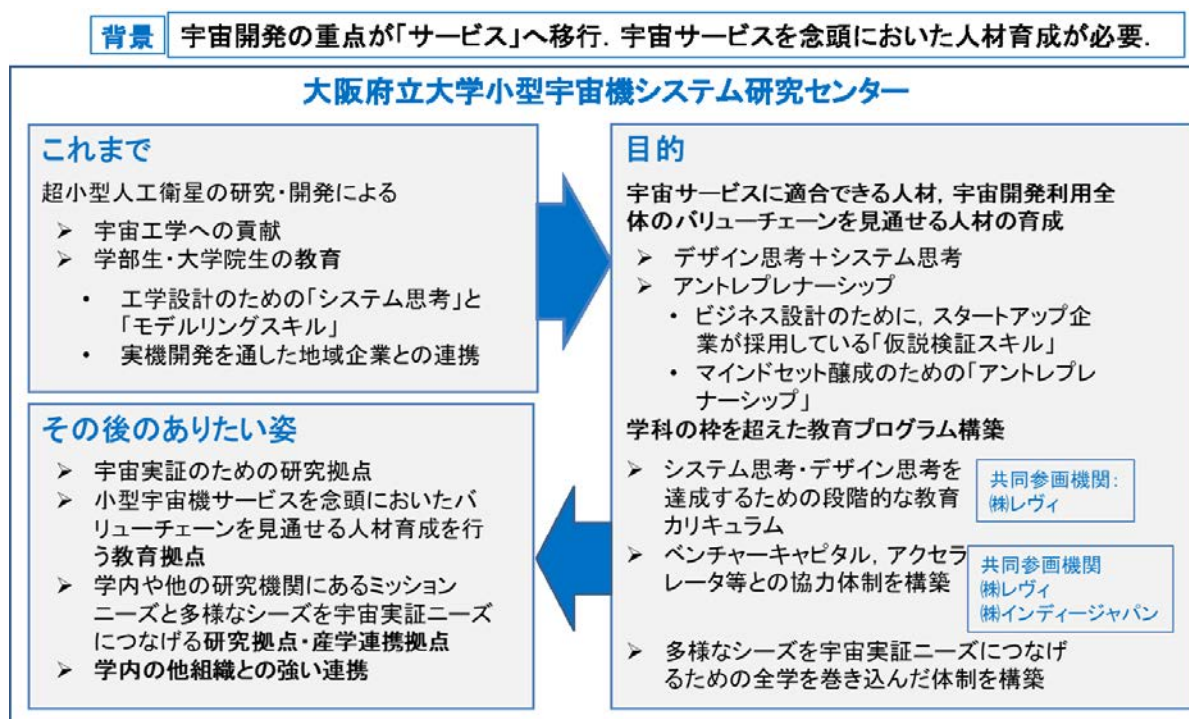 背景 宇宙開発の重点が「サービス」へ移行．宇宙サービスを念頭においた人材育成が必要．
大阪府立大学小型宇宙機システム研究センター
これまで
超小型人工衛星の研究・開発による
➢ 宇宙工学への貢献
➢ 学部生・大学院生の教育
• 工学設計のための「システム思考」と
「モデルリングスキル」
• 実機開発を通した地域企業との連携
目的
宇宙サービスに適合できる人材，宇宙開発利用全
体のバリューチェーンを見通せる人材の育成
➢ デザイン思考＋システム思考
➢ アントレプレナーシップ
• ビジネス設計のために，スタートアップ企
業が採用している「仮説検証スキル」
• マインドセット醸成のための「アントレプレ
ナーシップ」
学科の枠を超えた教育プログラム構築
➢ システム思考・デザイン思考を
達成するための段階的な教育
カリキュラム
共同参画機関：
㈱レヴィ
➢ ベンチャーキャピタル，アクセラ
レータ等との協力体制を構築
共同参画機関
㈱レヴィ
㈱インディージャパン
➢ 多様なシーズを宇宙実証ニーズにつなげ
るための全学を巻き込んだ体制を構築
その後のありたい姿
➢ 宇宙実証のための研究拠点
➢ 小型宇宙機サービスを念頭においたバ
リューチェーンを見通せる人材育成を行
う教育拠点
➢ 学内や他の研究機関にあるミッション
ニーズと多様なシーズを宇宙実証ニーズ
につなげる研究拠点・産学連携拠点
➢ 学内の他組織との強い連携